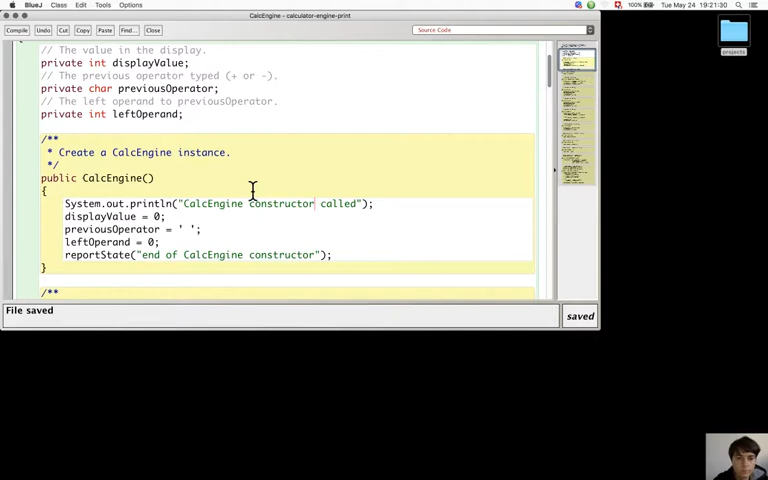 BlueJ Class Edit Tools Options 100% Tue May 24 19:21:30
CalcEngine - calculator-engine-print
Compile Undo Cut Copy Paste Find... Close Source Code
// The value in the display.
private int displayValue;
// The previous operator typed (+ or -).
private char previousOperator;
// The left operand to previousOperator.
private int leftOperand;
/**
* Create a CalcEngine instance.
*/
public CalcEngine()
{
System.out.println("CalcEngine constructor called");
displayValue = 0;
previousOperator = ' ';
leftOperand = 0;
reportState("end of CalcEngine constructor");
}
/**
File saved
saved
projects